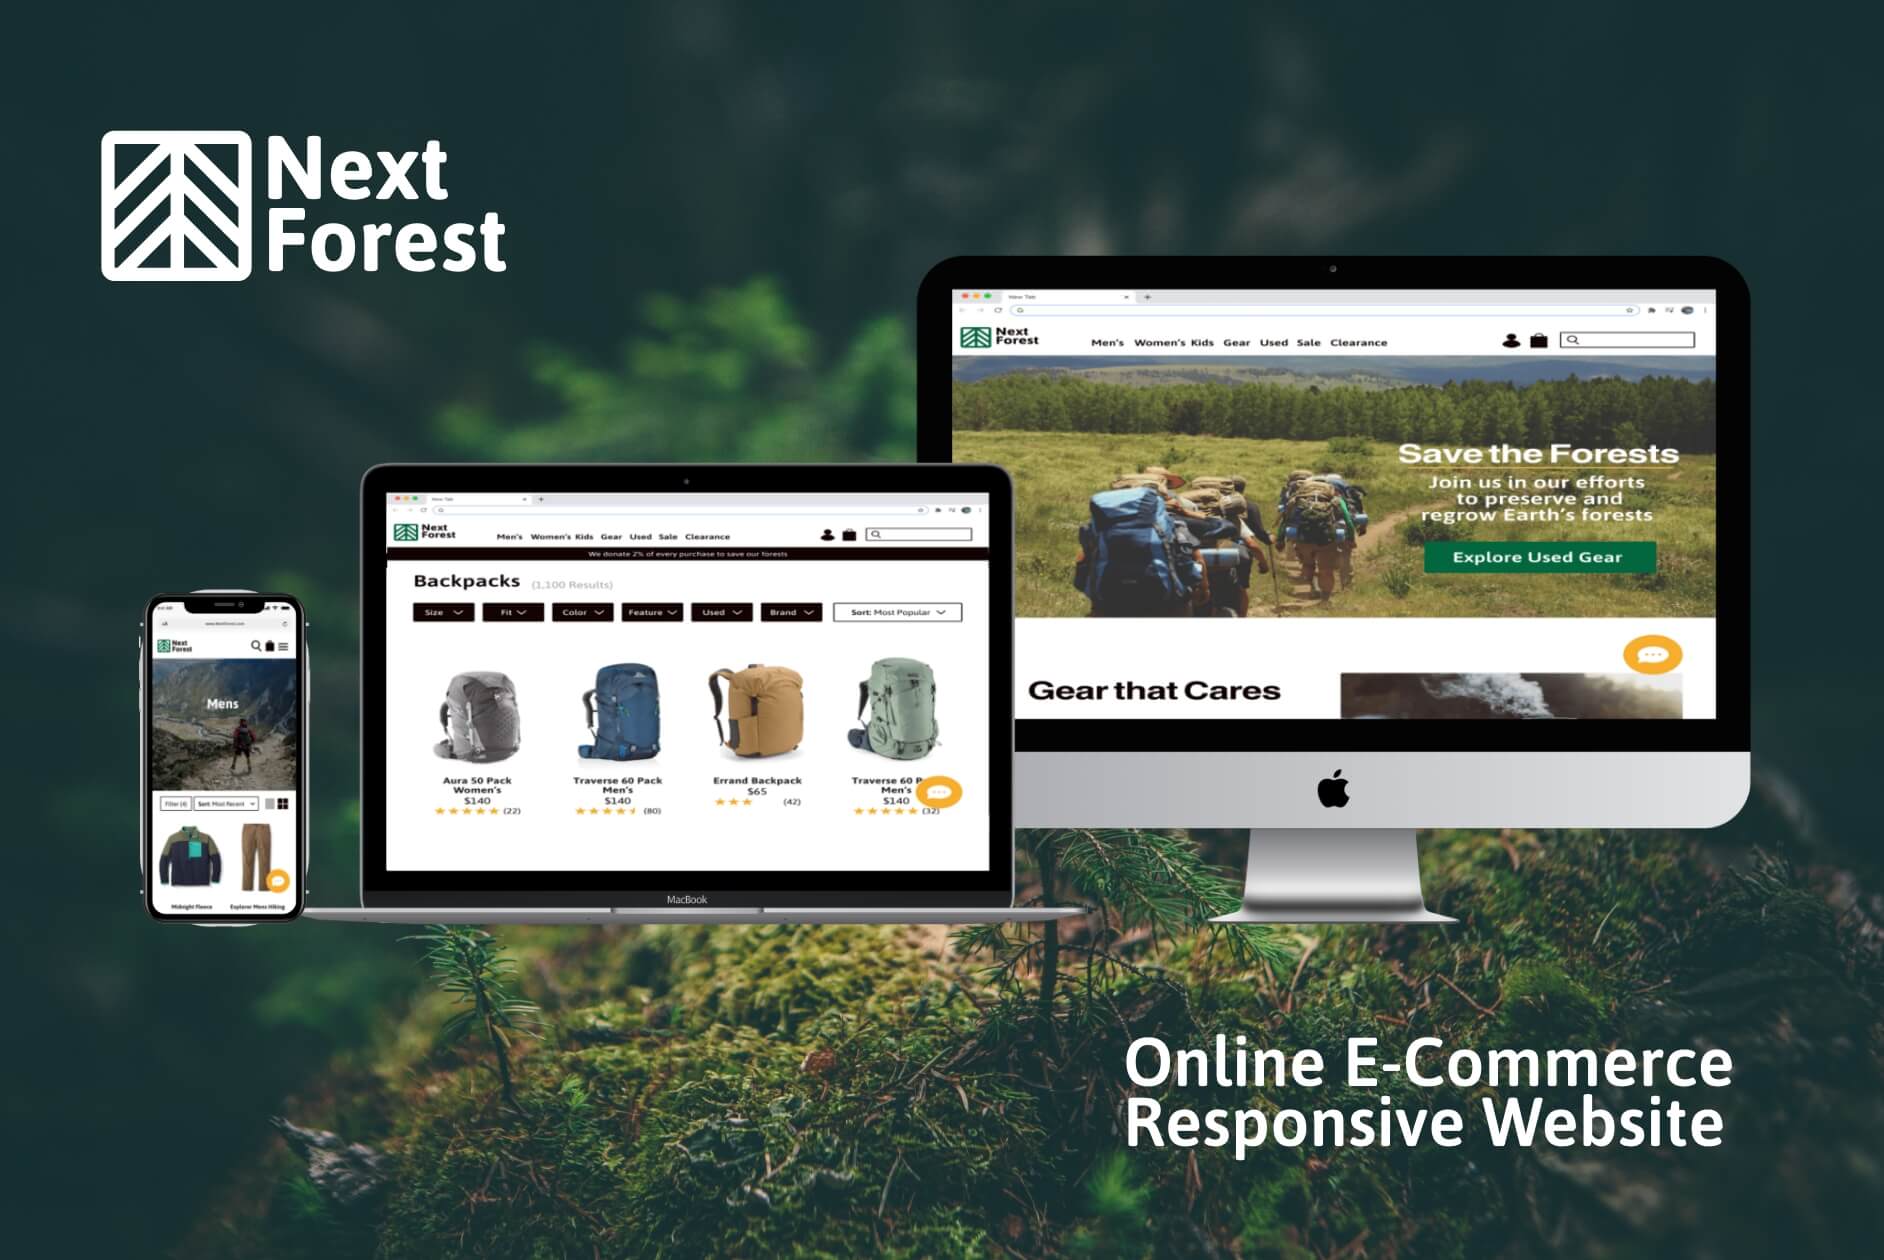 Next
Forest
New Tab
Next
Forest
Men's Women's Kids Gear Used Sale Clearance
Save the Forests
Join us in our efforts
to preserve and
regrow Earth's forests
Explore Used Gear
Gear that Cares
New Tab
Next
Forest
Men's Women's Kids Gear Used Sale Clearance
We donate 2% of every purchase to save our forests
Backpacks (1,100 Results)
Size Fit Color Feature Used Brand Sort: Most Popular
Aura 50 Pack
Women's
$140
(22)
Traverse 60 Pack
Men's
$140
(80)
Errand Backpack
$65
(42)
Traverse 60 P
Men's
$140
(32)
MacBook
AA www.NextForest.com
Next
Forest
Mens
Filter (4) Sort: Most Recent
Midnight Fleece
Explorer Mens Hiking
Online E-Commerce
Responsive Website